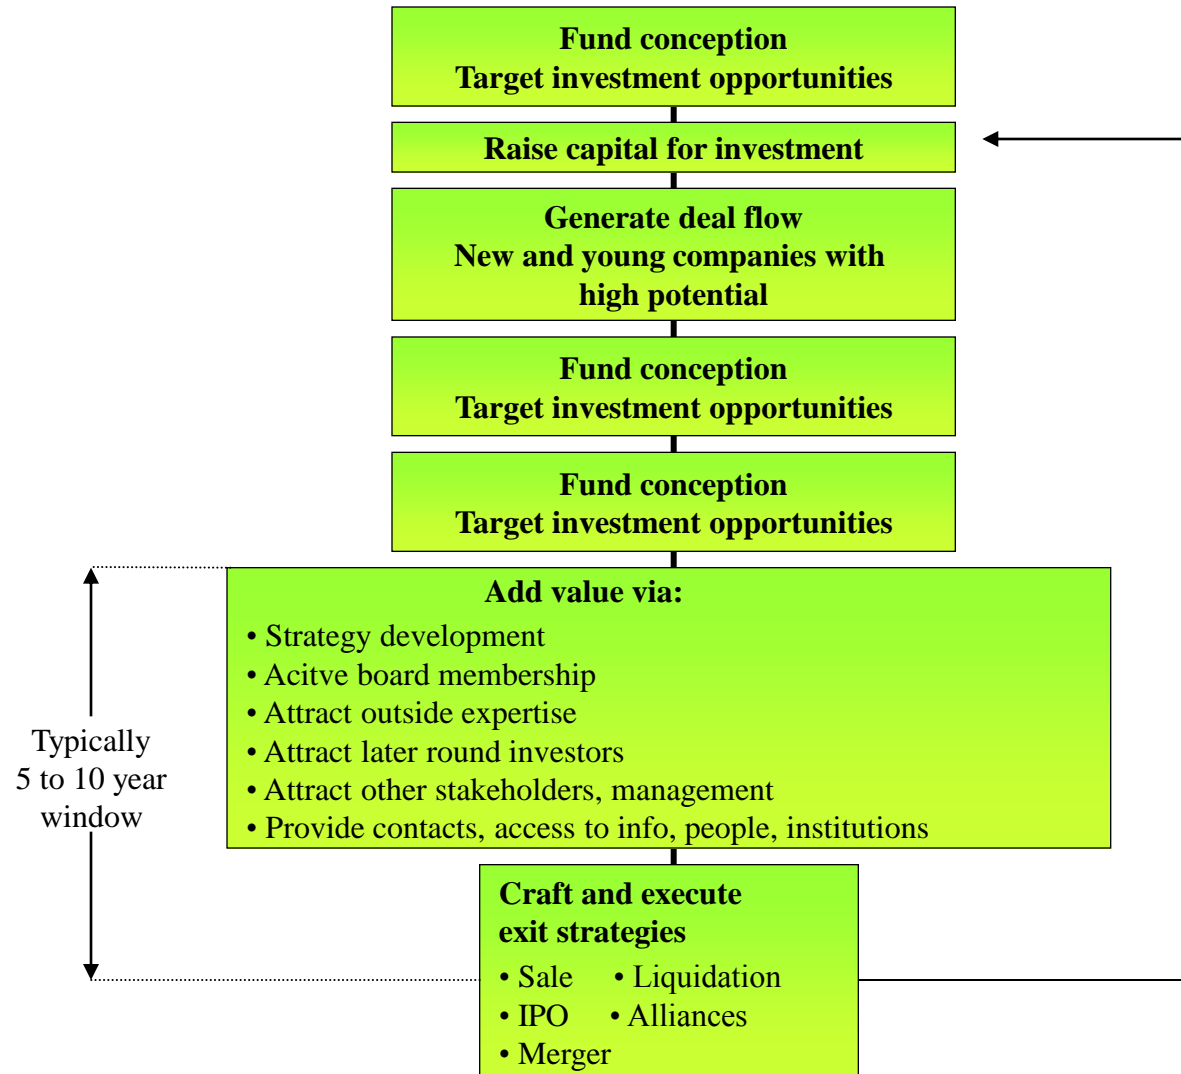 Fund conception
Target investment opportunities
Raise capital for investment
Generate deal flow
New and young companies with
high potential
Fund conception
Target investment opportunities
Fund conception
Target investment opportunities
Add value via:
• Strategy development
• Acitve board membership
• Attract outside expertise
• Attract later round investors
• Attract other stakeholders, management
• Provide contacts, access to info, people, institutions
Typically
5 to 10 year
window
Craft and execute
exit strategies
• Sale • Liquidation
• IPO • Alliances
• Merger